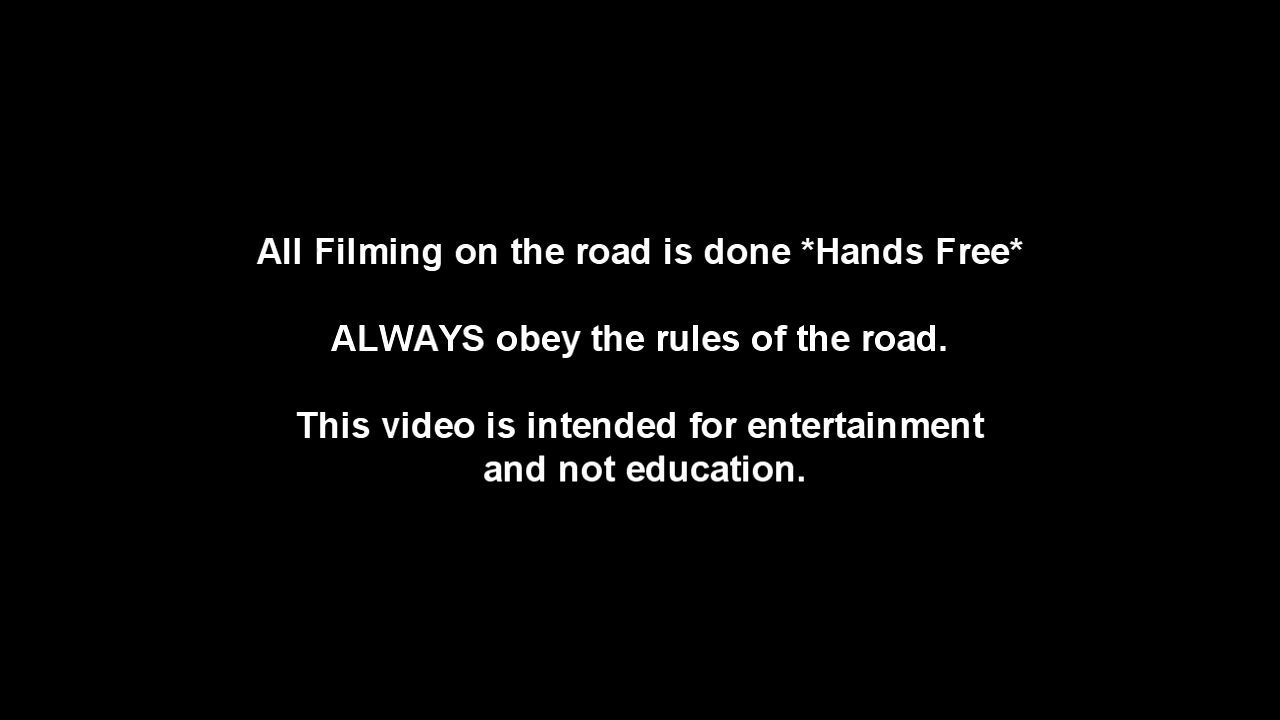 All Filming on the road is done *Hands Free*
ALWAYS obey the rules of the road.
This video is intended for entertainment
and not education.